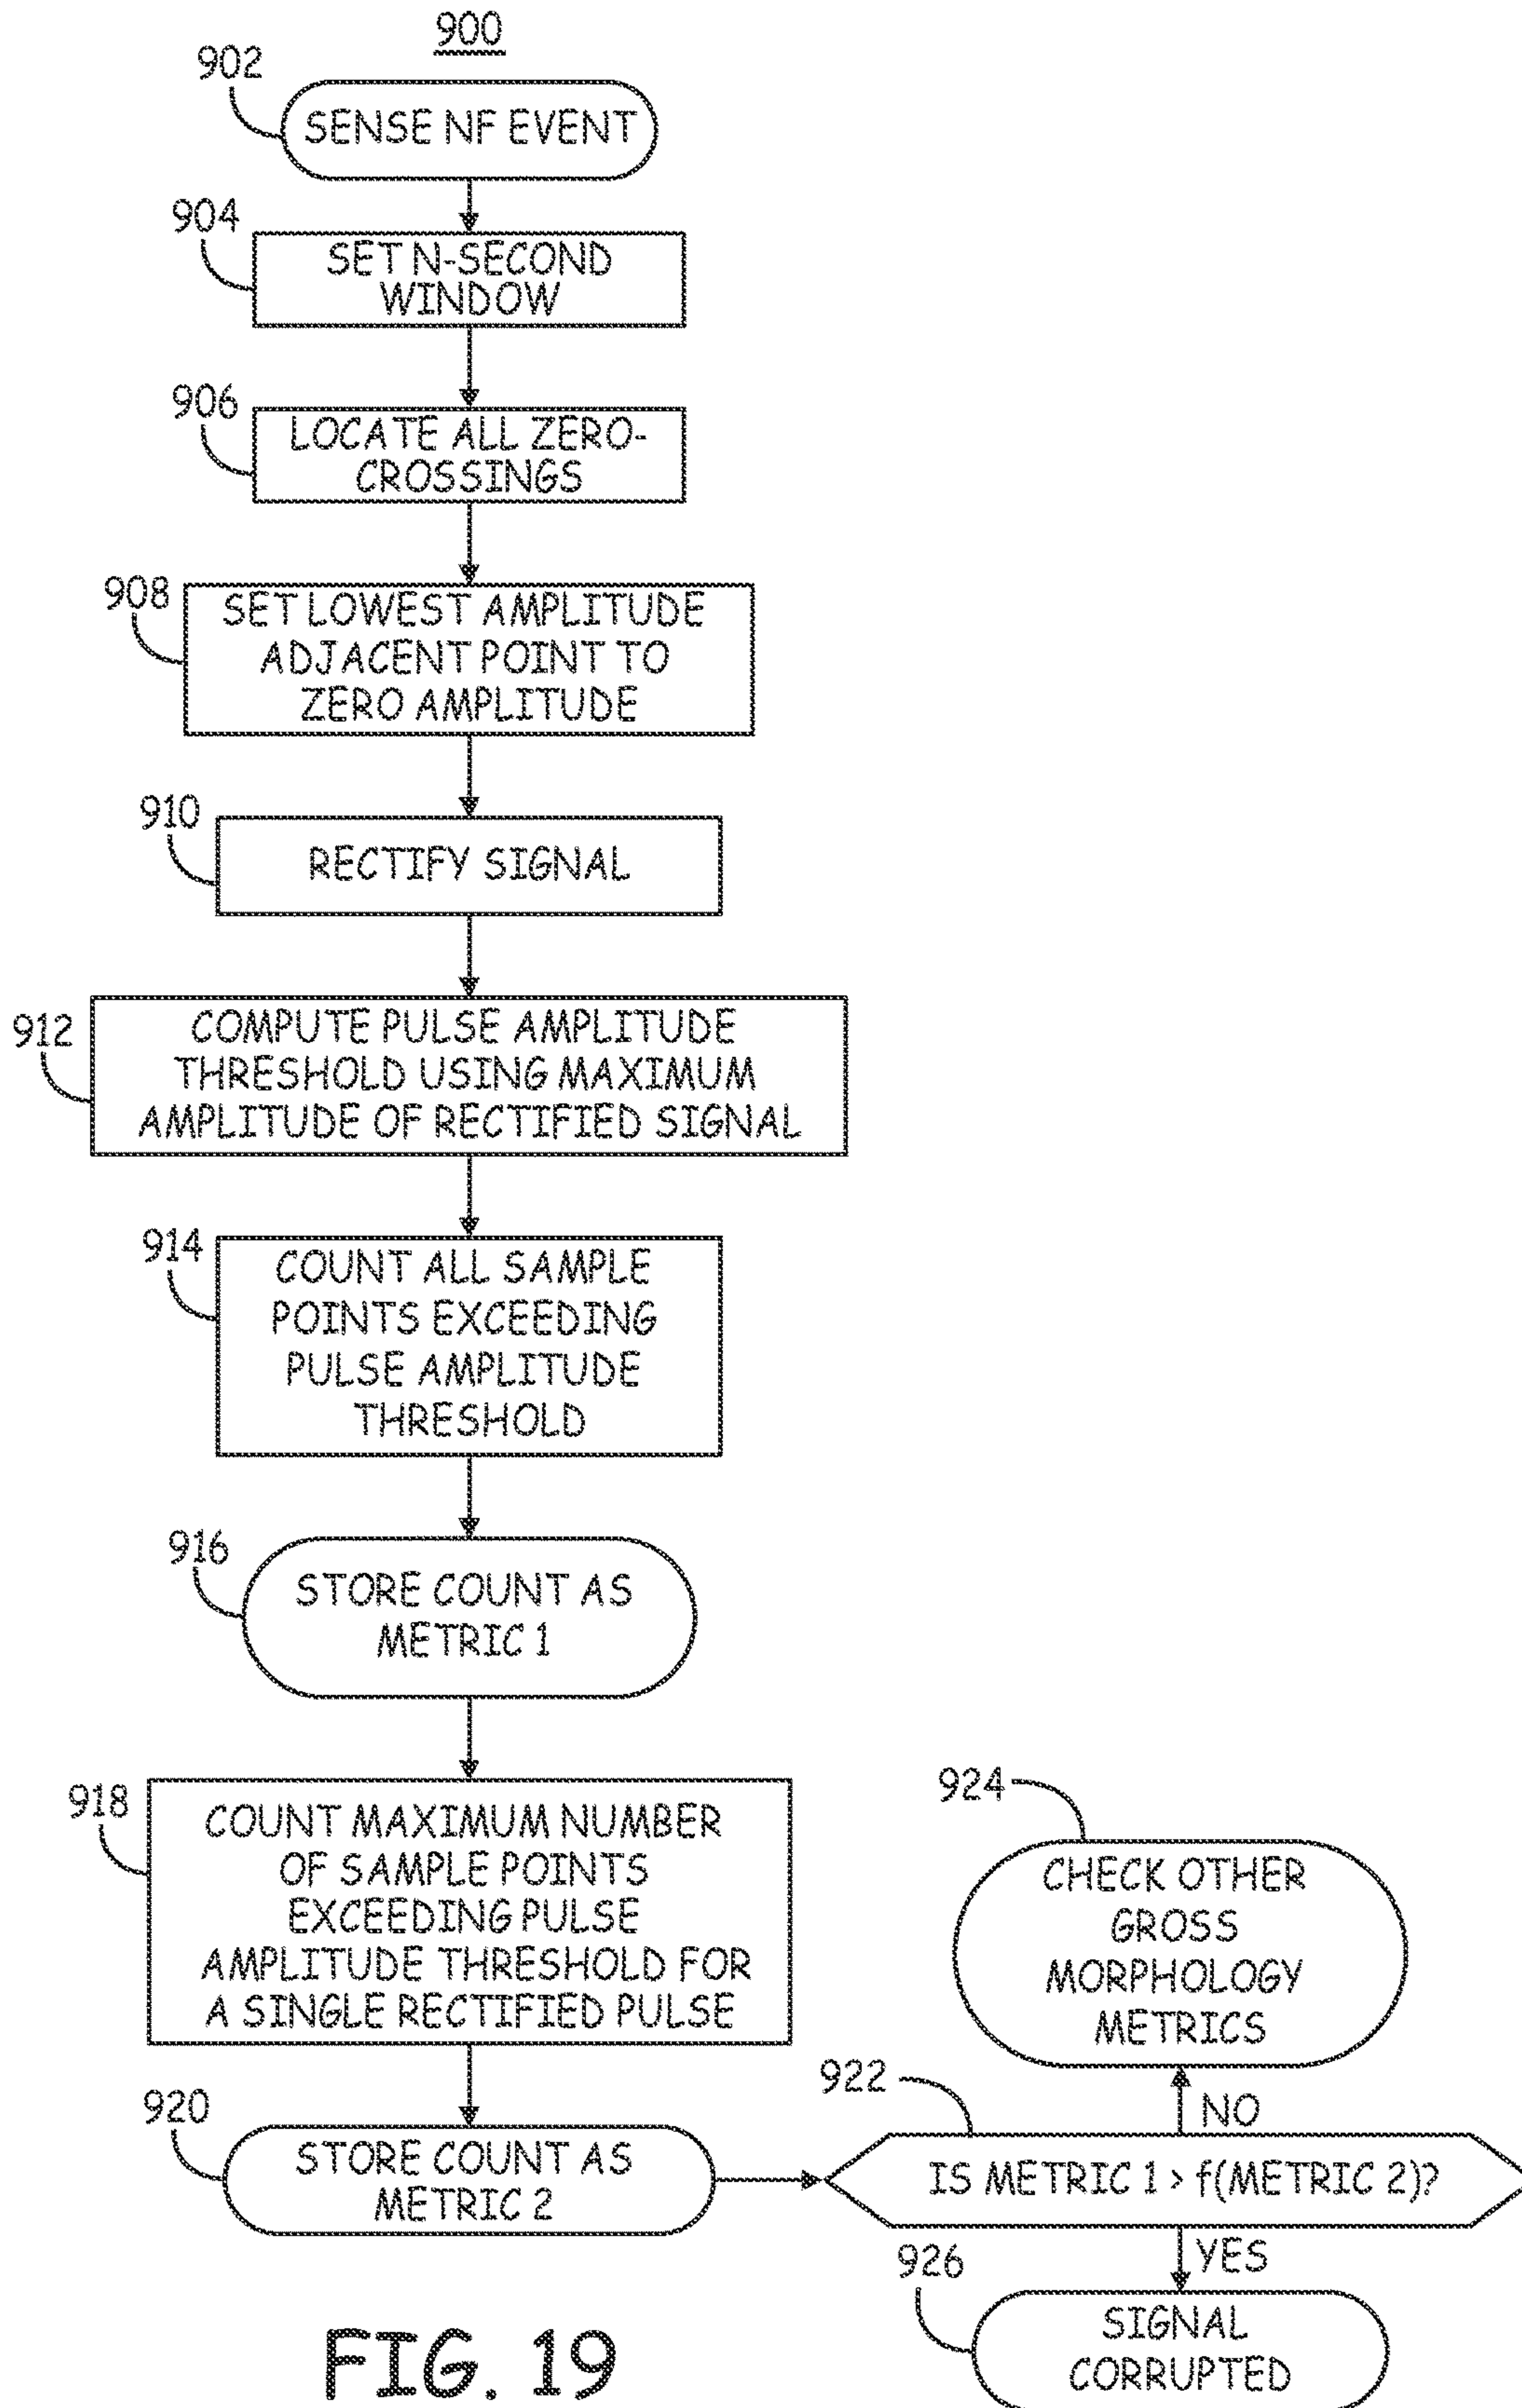 900
902
SENSE NF EVENT
904
SET N-SECOND
WINDOW
906
LOCATE ALL ZERO-
CROSSINGS
908
SET LOWEST AMPLITUDE
ADJACENT POINT TO
ZERO AMPLITUDE
910
RECTIFY SIGNAL
912
COMPUTE PULSE AMPLITUDE
THRESHOLD USING MAXIMUM
AMPLITUDE OF RECTIFIED SIGNAL
914
COUNT ALL SAMPLE
POINTS EXCEEDING
PULSE AMPLITUDE
THRESHOLD
916
STORE COUNT AS
METRIC 1
918
COUNT MAXIMUM NUMBER
OF SAMPLE POINTS
EXCEEDING PULSE
AMPLITUDE THRESHOLD FOR
A SINGLE RECTIFIED PULSE
920
STORE COUNT AS
METRIC 2
924
CHECK OTHER
GROSS
MORPHOLOGY
METRICS
922
NO
IS METRIC 1 > f(METRIC 2)?
YES
926
SIGNAL
CORRUPTED
FIG. 19